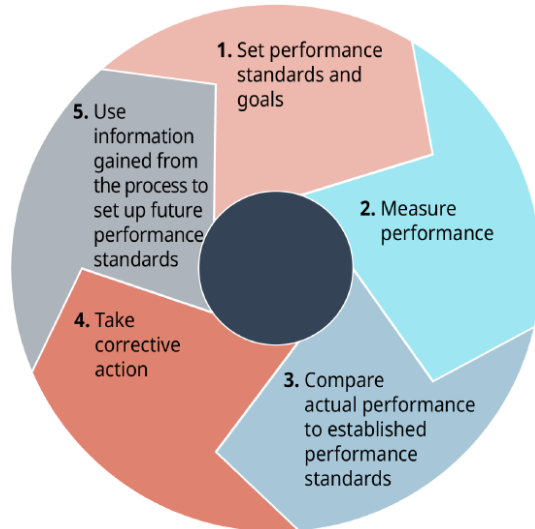 1. Set performance
standards and
goals
2. Measure
performance
3. Compare
actual performance
to established
performance
standards
4. Take
corrective
action
5. Use
information
gained from
the process to
set up future
performance
standards